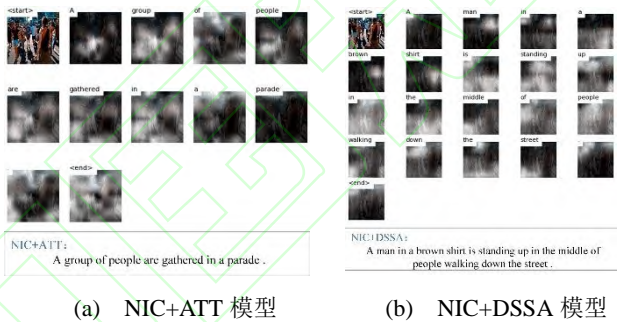 <start> A group of people
are gathered in a parade
. <end>
NIC+ATT:
A group of people are gathered in a parade .
(a) NIC+ATT 模型
<start> A man in a
brown shirt is standing up
in the middle of people
walking down the street .
<end>
NIC+DSSA:
A man in a brown shirt is standing up in the middle of
people walking down the street .
(b) NIC+DSSA 模型